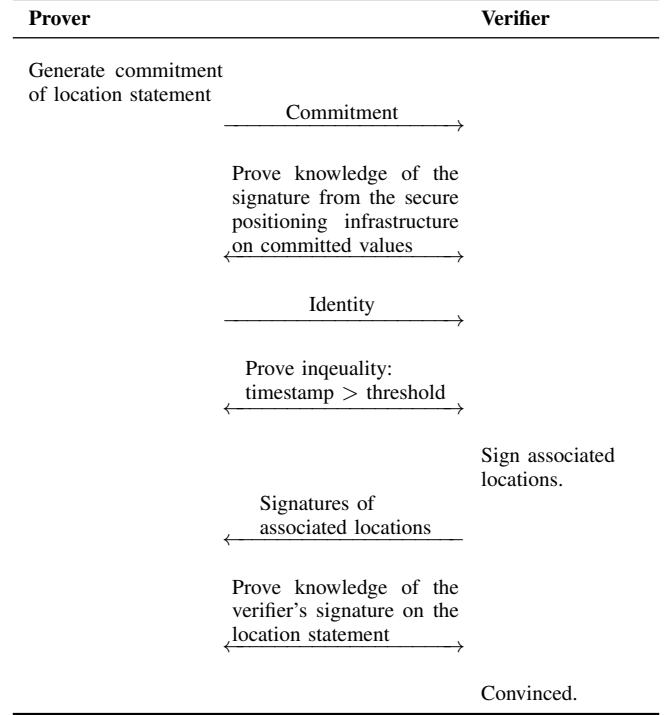 Prover Verifier
Generate commitment
of location statement
Commitment
Prove knowledge of the
signature from the secure
positioning infrastructure
on committed values
Identity
Prove inqeuality:
timestamp > threshold
Sign associated
locations.
Signatures of
associated locations
Prove knowledge of the
verifier's signature on the
location statement
Convinced.